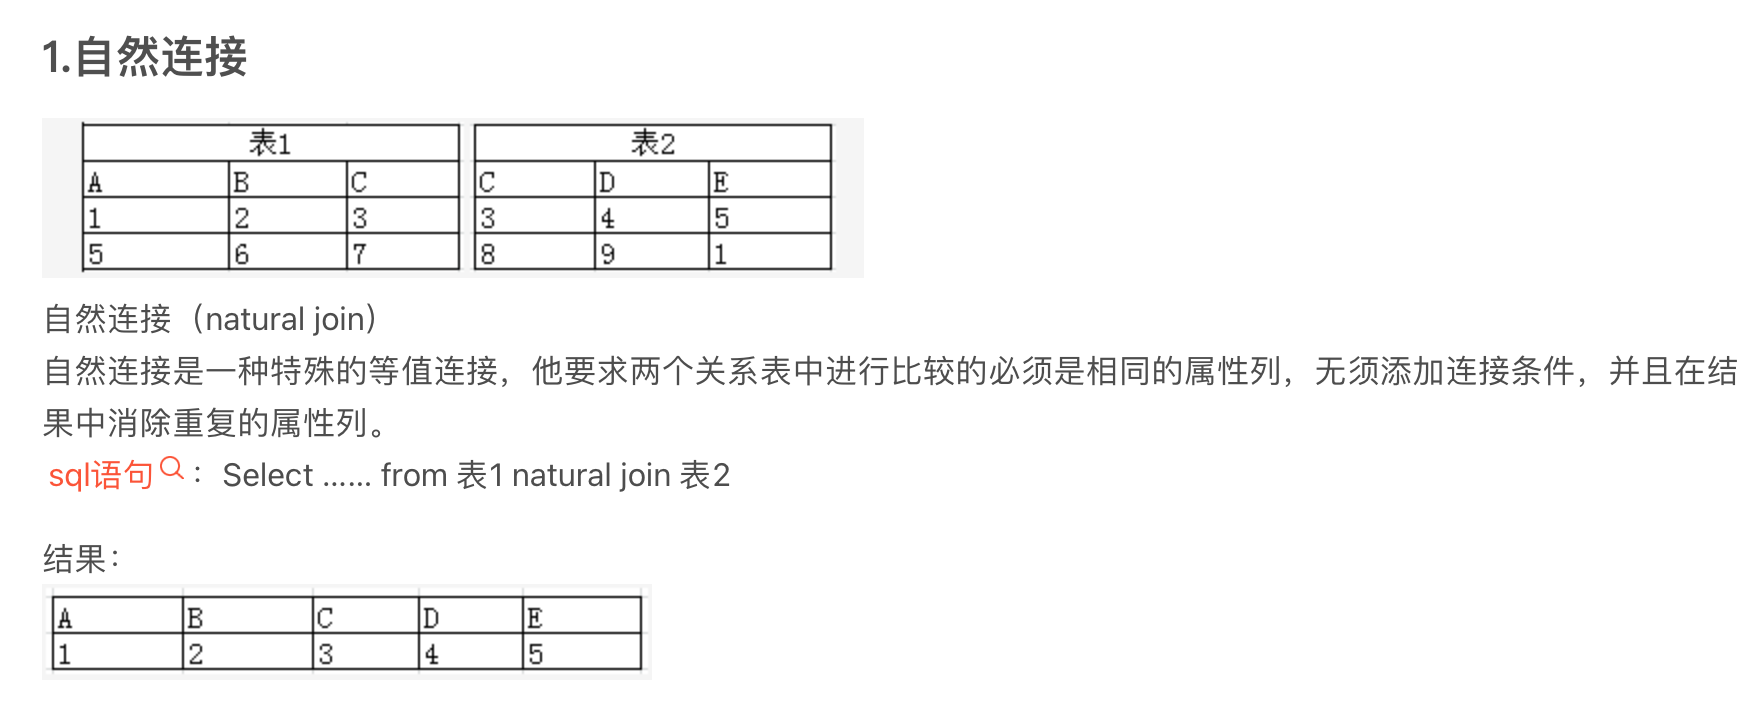 1.自然连接
表1 表2
A B C C D E
1 2 3 3 4 5
5 6 7 8 9 1
自然连接（natural join）
自然连接是一种特殊的等值连接，他要求两个关系表中进行比较的必须是相同的属性列，无须添加连接条件，并且在结
果中消除重复的属性列。
sql语句：Select ...... from 表1 natural join 表2
结果：
A B C D E
1 2 3 4 5